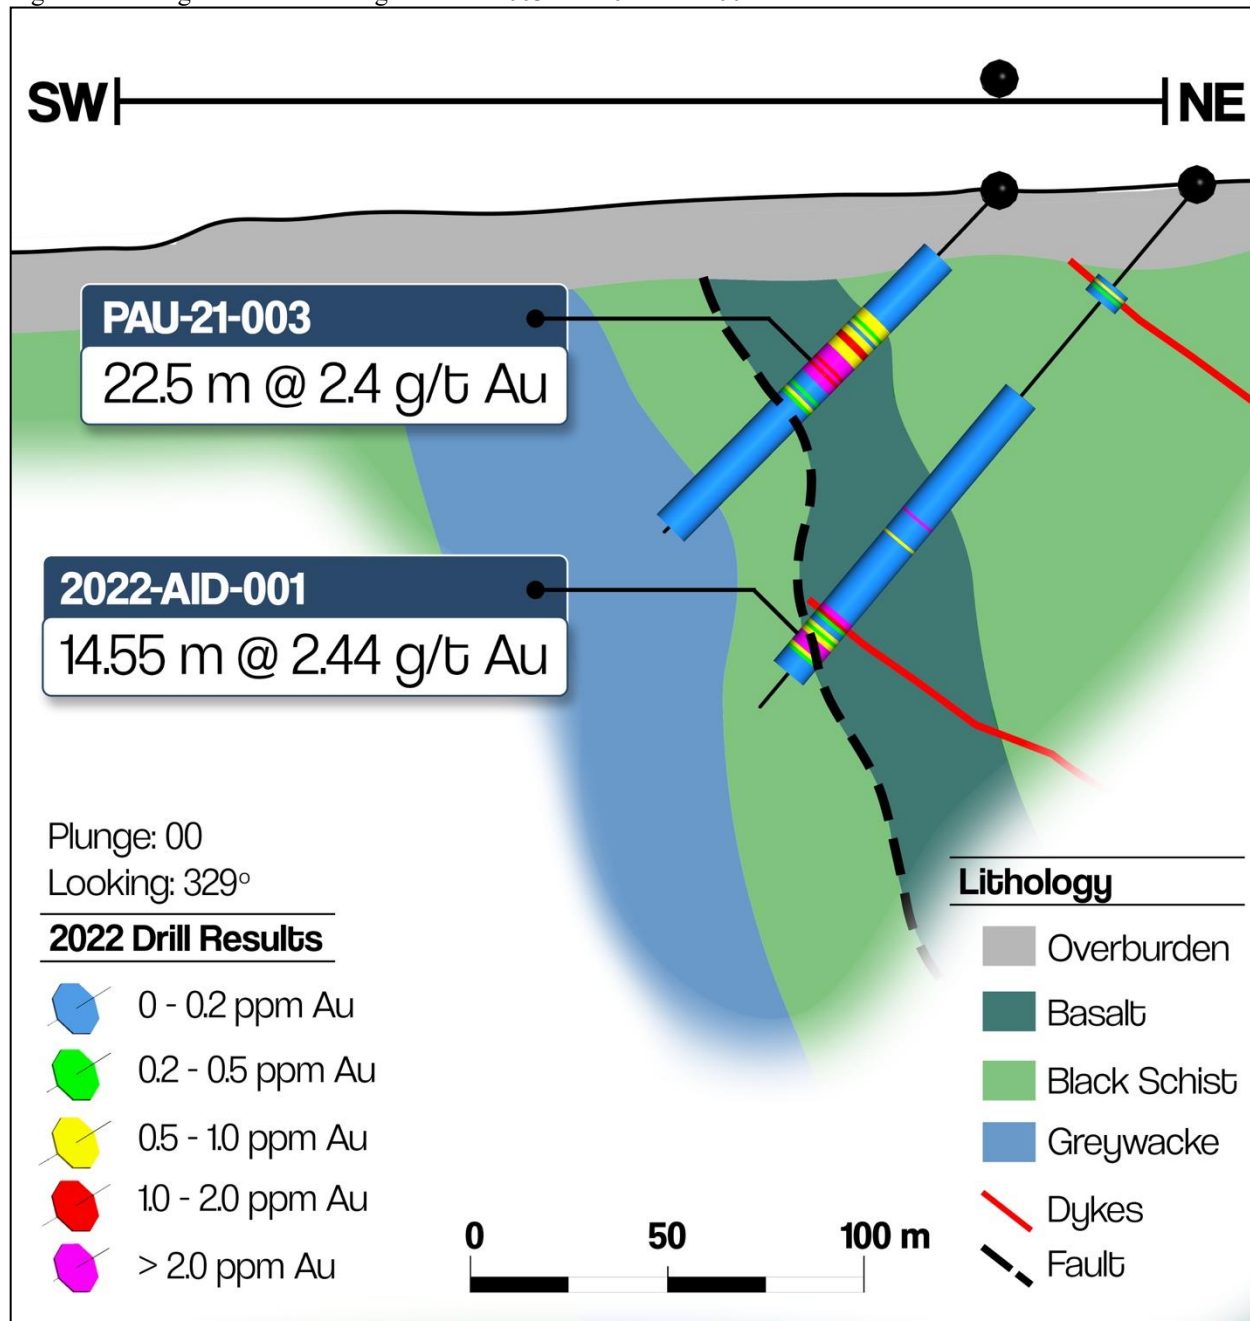 SW
NE
PAU-21-003
22.5 m @ 2.4 g/t Au
2022-AID-001
14.55 m @ 2.44 g/t Au
Plunge: 00
Looking: 329°
2022 Drill Results
0 - 0.2 ppm Au
0.2 - 0.5 ppm Au
0.5 - 1.0 ppm Au
1.0 - 2.0 ppm Au
> 2.0 ppm Au
0 50 100 m
Lithology
Overburden
Basalt
Black Schist
Greywacke
Dykes
Fault